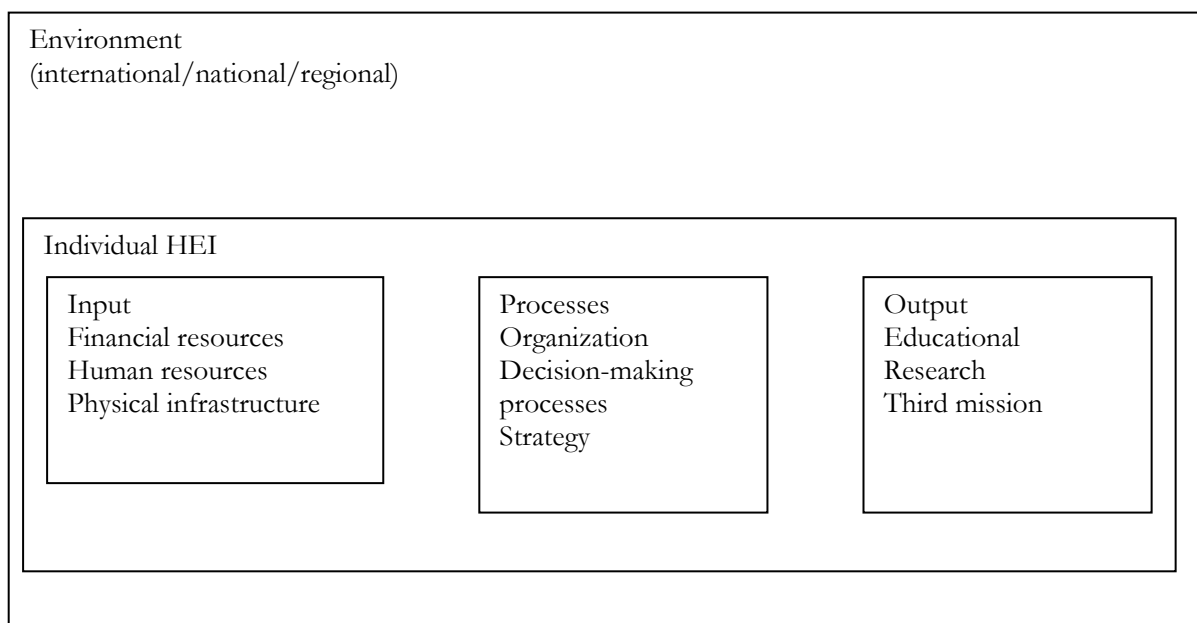 Environment
(international/national/regional)
Individual HEI
Input
Financial resources
Human resources
Physical infrastructure
Processes
Organization
Decision-making
processes
Strategy
Output
Educational
Research
Third mission